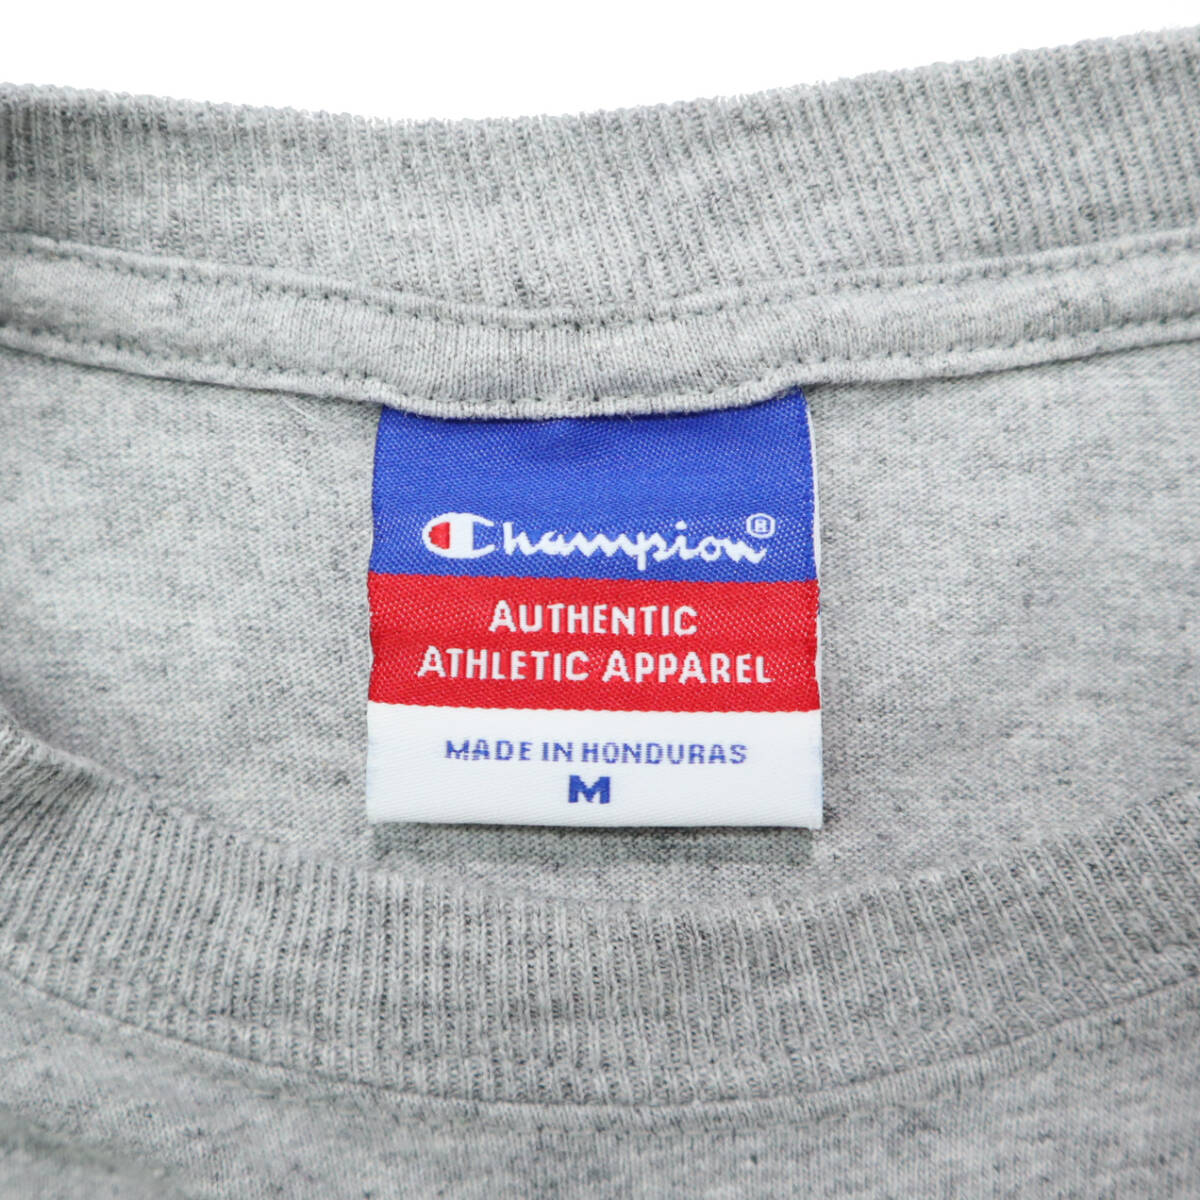 Champion®
AUTHENTIC
ATHLETIC APPAREL
MADE IN HONDURAS
M